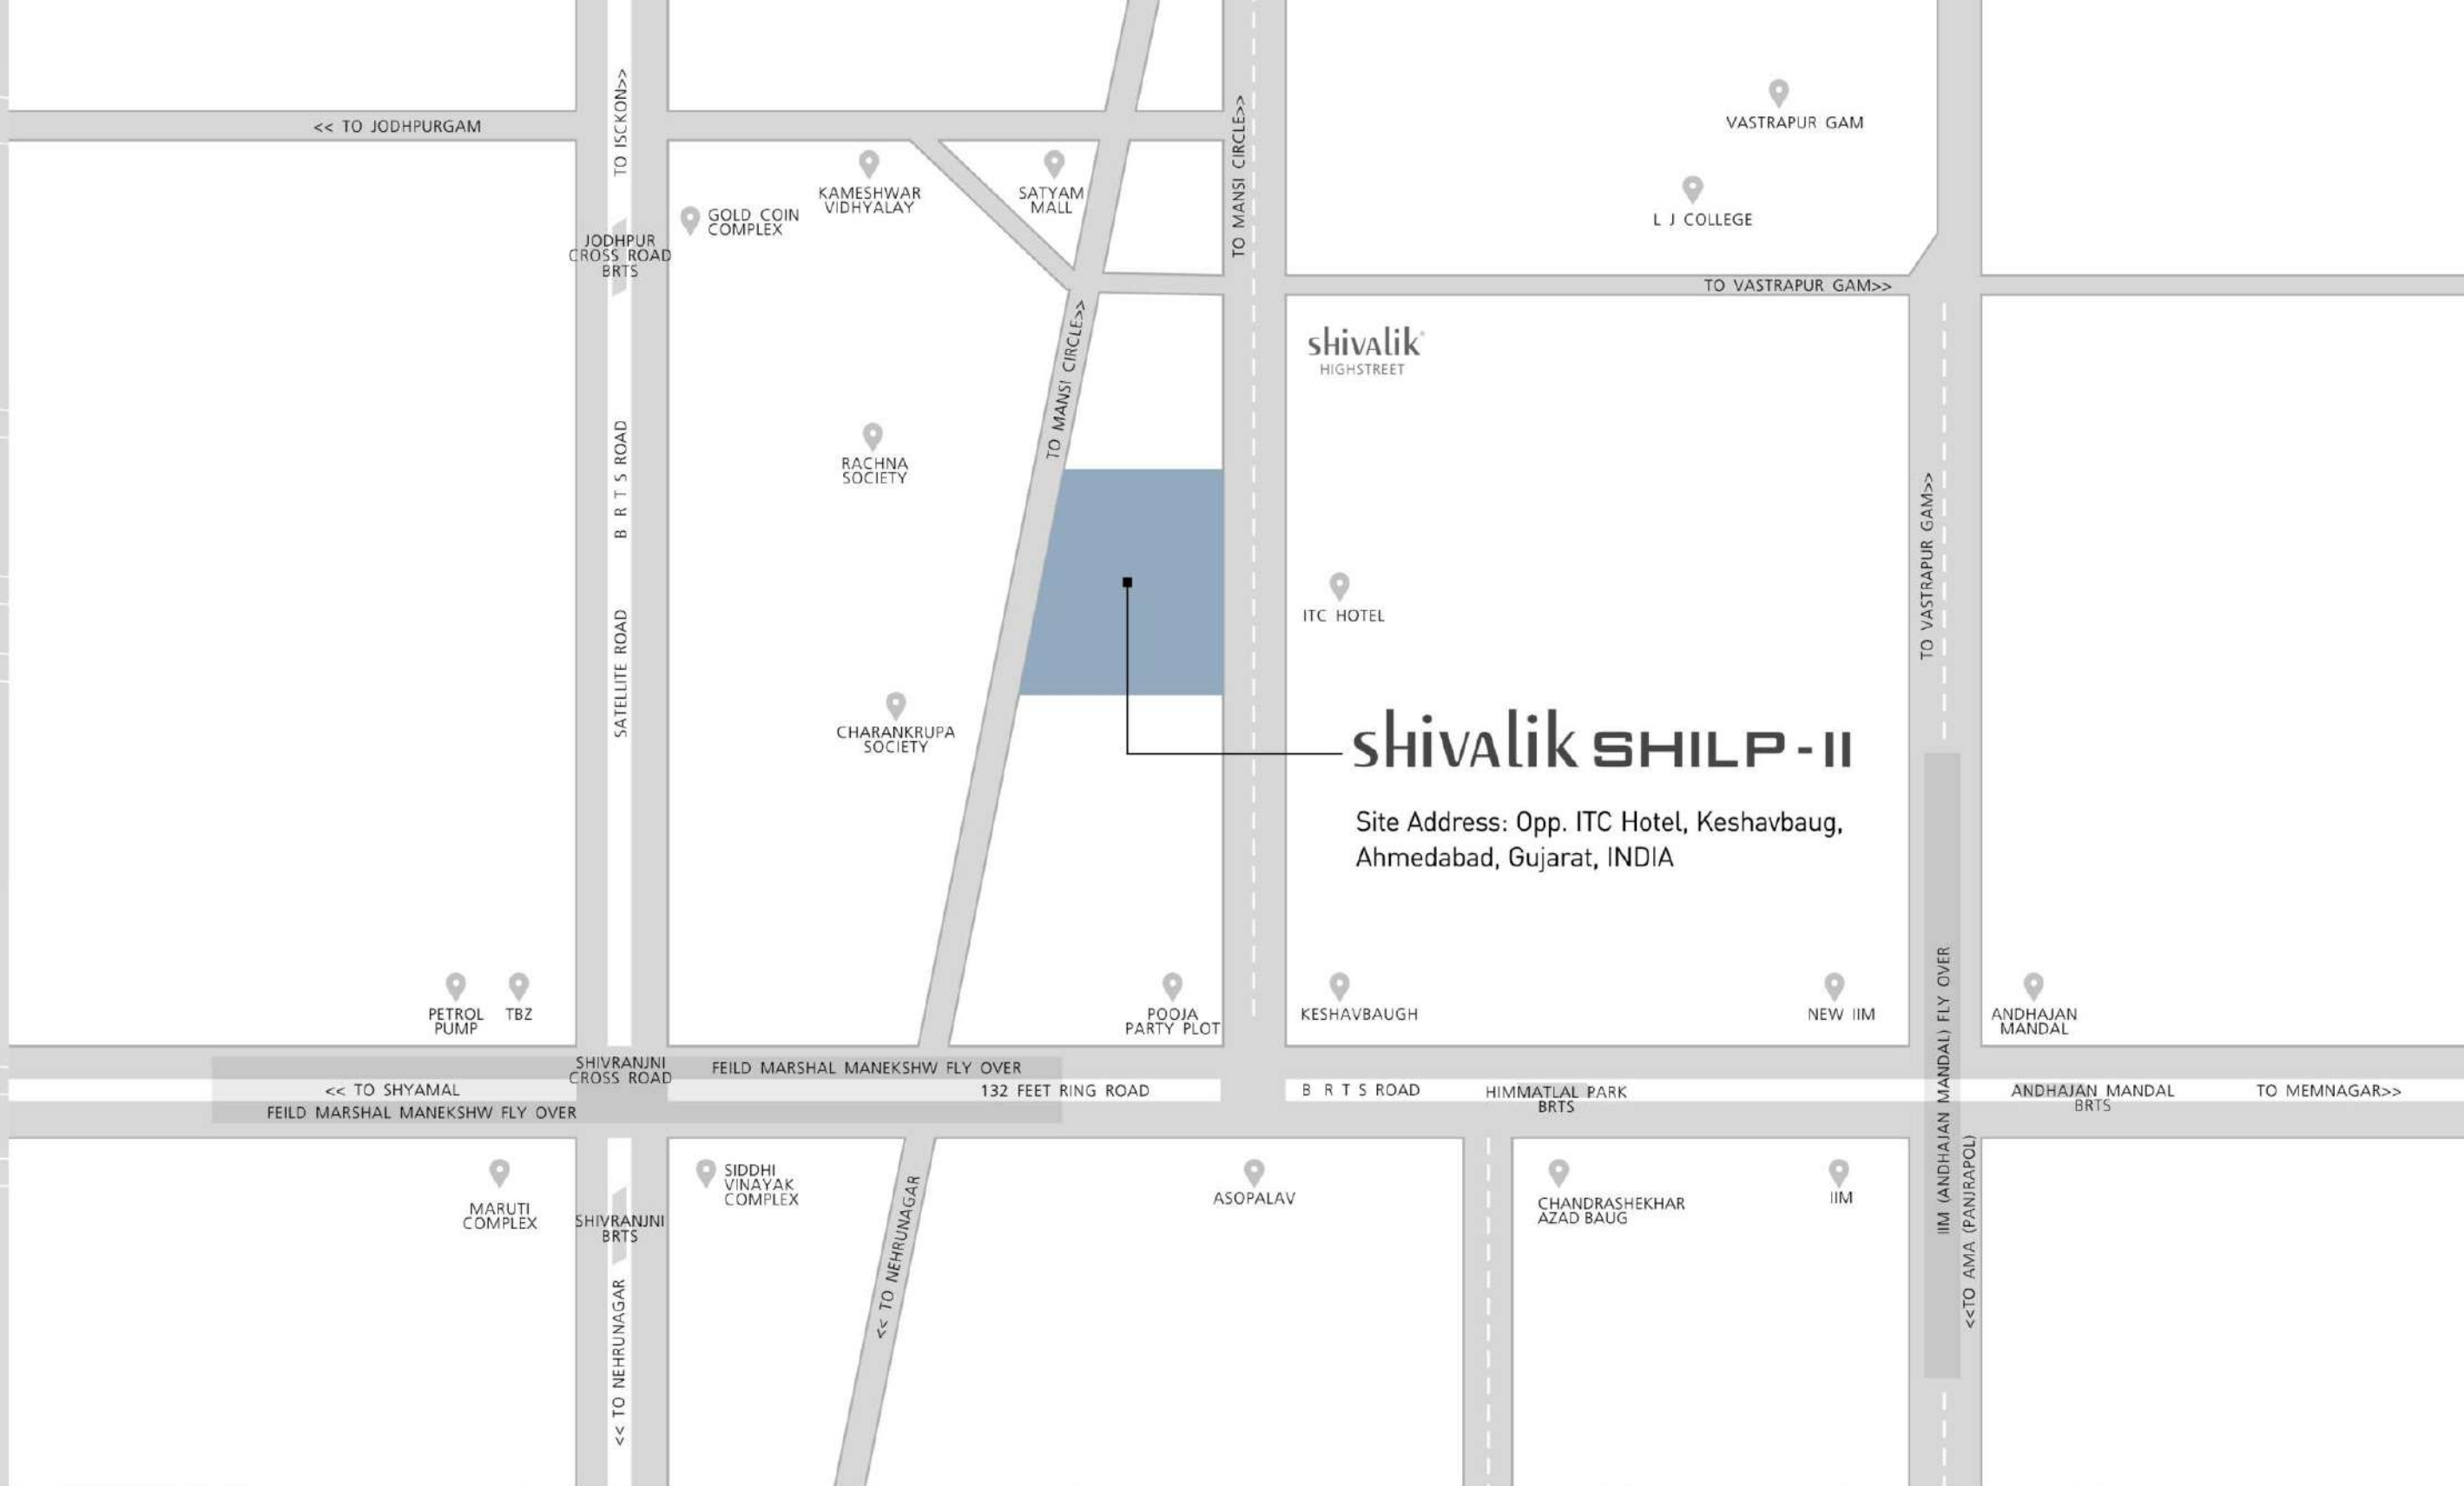 TO ISCKON>>
<< TO JODHPURGAM
TO MANSI CIRCLE>>
VASTRAPUR GAM
KAMESHWAR
VIDHYALAY
SATYAM
MALL
GOLD COIN
COMPLEX
L J COLLEGE
JODHPUR
CROSS ROAD
BRTS
TO VASTRAPUR GAM>>
TO MANSI CIRCLE>>
shivalik
HIGHSTREET
B R T S ROAD
RACHNA
SOCIETY
TO VASTRAPUR GAM>>
ITC HOTEL
SATELLITE ROAD
CHARANKRUPA
SOCIETY
shivalik SHILP-II
Site Address: Opp. ITC Hotel, Keshavbaug,
Ahmedabad, Gujarat, INDIA
PETROL
PUMP
TBZ
POOJA
PARTY PLOT
KESHAVBAUGH
NEW IIM
IIM (ANDHAJAN MANDAL) FLY OVER
ANDHAJAN
MANDAL
SHIVRANJNI
CROSS ROAD
FEILD MARSHAL MANEKSHW FLY OVER
<< TO SHYAMAL
132 FEET RING ROAD
B R T S ROAD
HIMMATLAL PARK
BRTS
ANDHAJAN MANDAL
BRTS
TO MEMNAGAR>>
FEILD MARSHAL MANEKSHW FLY OVER
<<TO AMA (PANJRAPOL)
MARUTI
COMPLEX
SHIVRANJNI
BRTS
SIDDHI
VINAYAK
COMPLEX
<< TO NEHRUNAGAR
ASOPALAV
CHANDRASHEKHAR
AZAD BAUG
IIM
<< TO NEHRUNAGAR